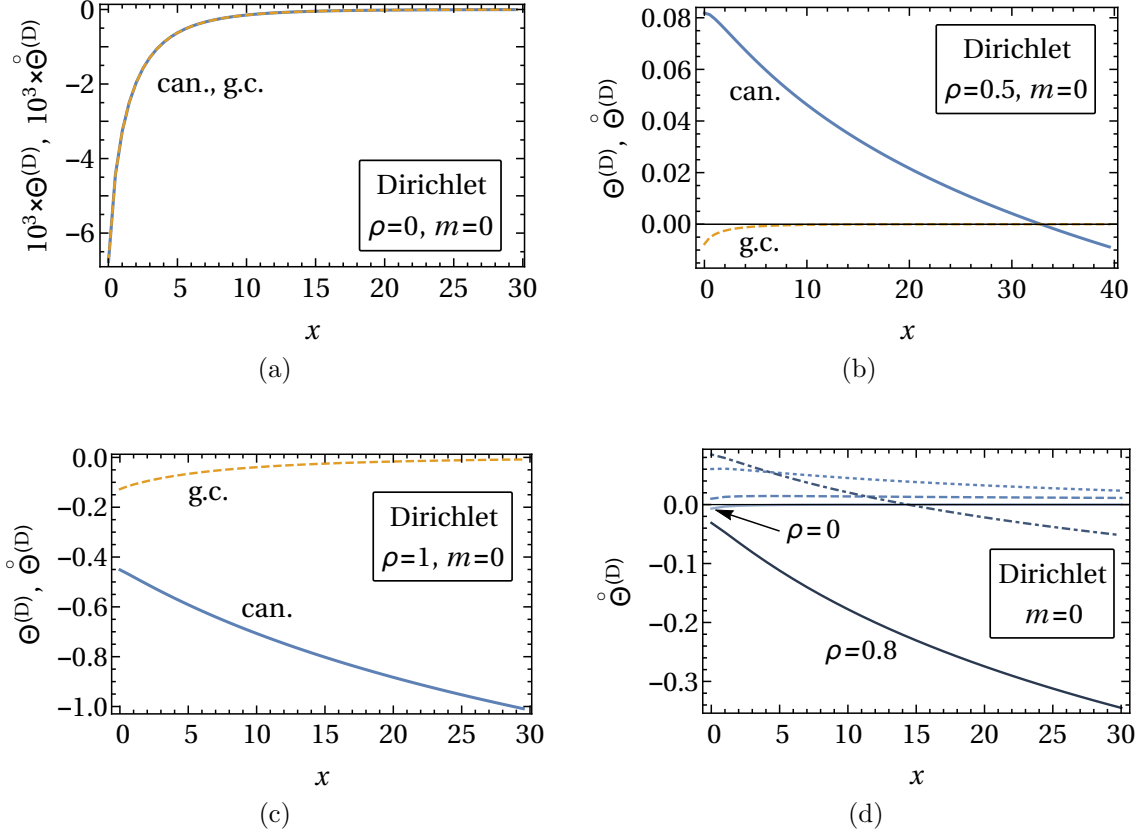 10³×Θ⁽ᴰ⁾, 10³×Θ̊⁽ᴰ⁾
0
−2
−4
−6
can., g.c.
Dirichlet
ρ=0, m=0
0 5 10 15 20 25 30
x
(a)
Θ⁽ᴰ⁾, Θ̊⁽ᴰ⁾
0.08
0.06
0.04
0.02
0.00
can.
g.c.
Dirichlet
ρ=0.5, m=0
0 10 20 30 40
x
(b)
Θ⁽ᴰ⁾, Θ̊⁽ᴰ⁾
0.0
−0.2
−0.4
−0.6
−0.8
−1.0
g.c.
can.
Dirichlet
ρ=1, m=0
0 5 10 15 20 25 30
x
(c)
Θ̊⁽ᴰ⁾
0.0
−0.1
−0.2
−0.3
ρ=0
ρ=0.8
Dirichlet
m=0
0 5 10 15 20 25 30
x
(d)